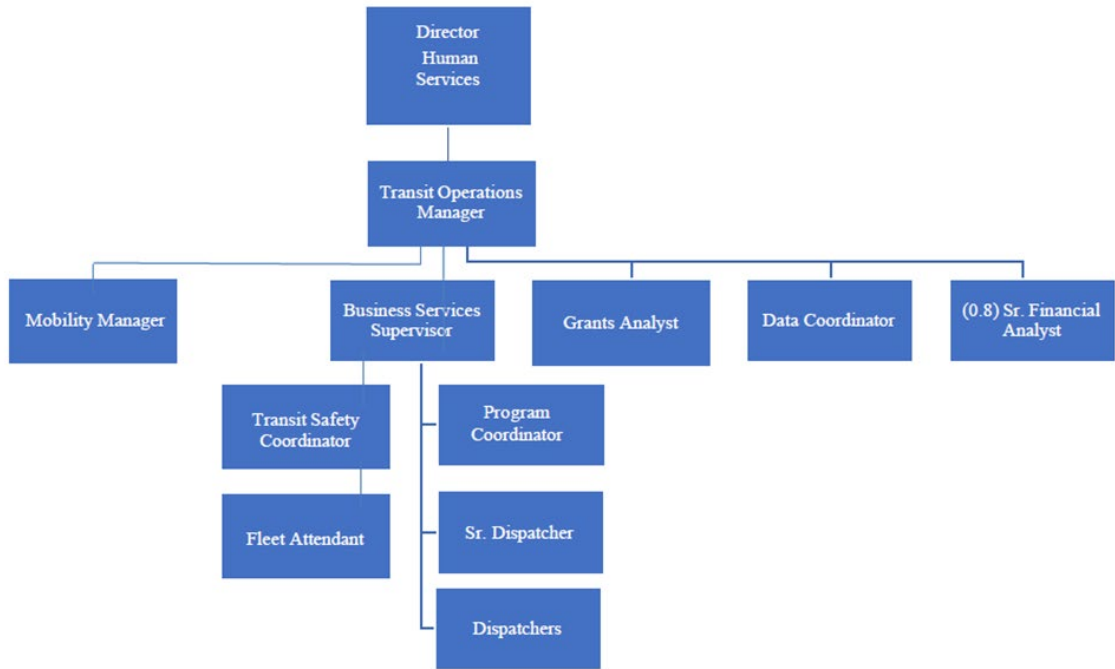 Director
Human
Services
Transit Operations
Manager
Mobility Manager
Business Services
Supervisor
Grants Analyst
Data Coordinator
(0.8) Sr. Financial
Analyst
Transit Safety
Coordinator
Program
Coordinator
Fleet Attendant
Sr. Dispatcher
Dispatchers